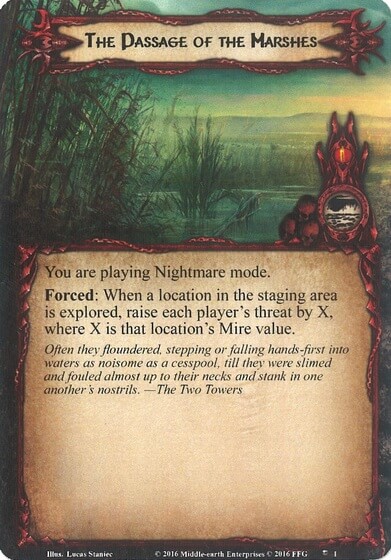 The Passage of the Marshes
You are playing Nightmare mode.
Forced: When a location in the staging area
is explored, raise each player's threat by X,
where X is that location's Mire value.
Often they floundered, stepping or falling hands-first into
waters as noisome as a cesspool, till they were slimed
and fouled almost up to their necks and stank in one
another's nostrils. —The Two Towers
Illus. Lucas Staniec © 2016 Middle-earth Enterprises © 2016 FFG 1